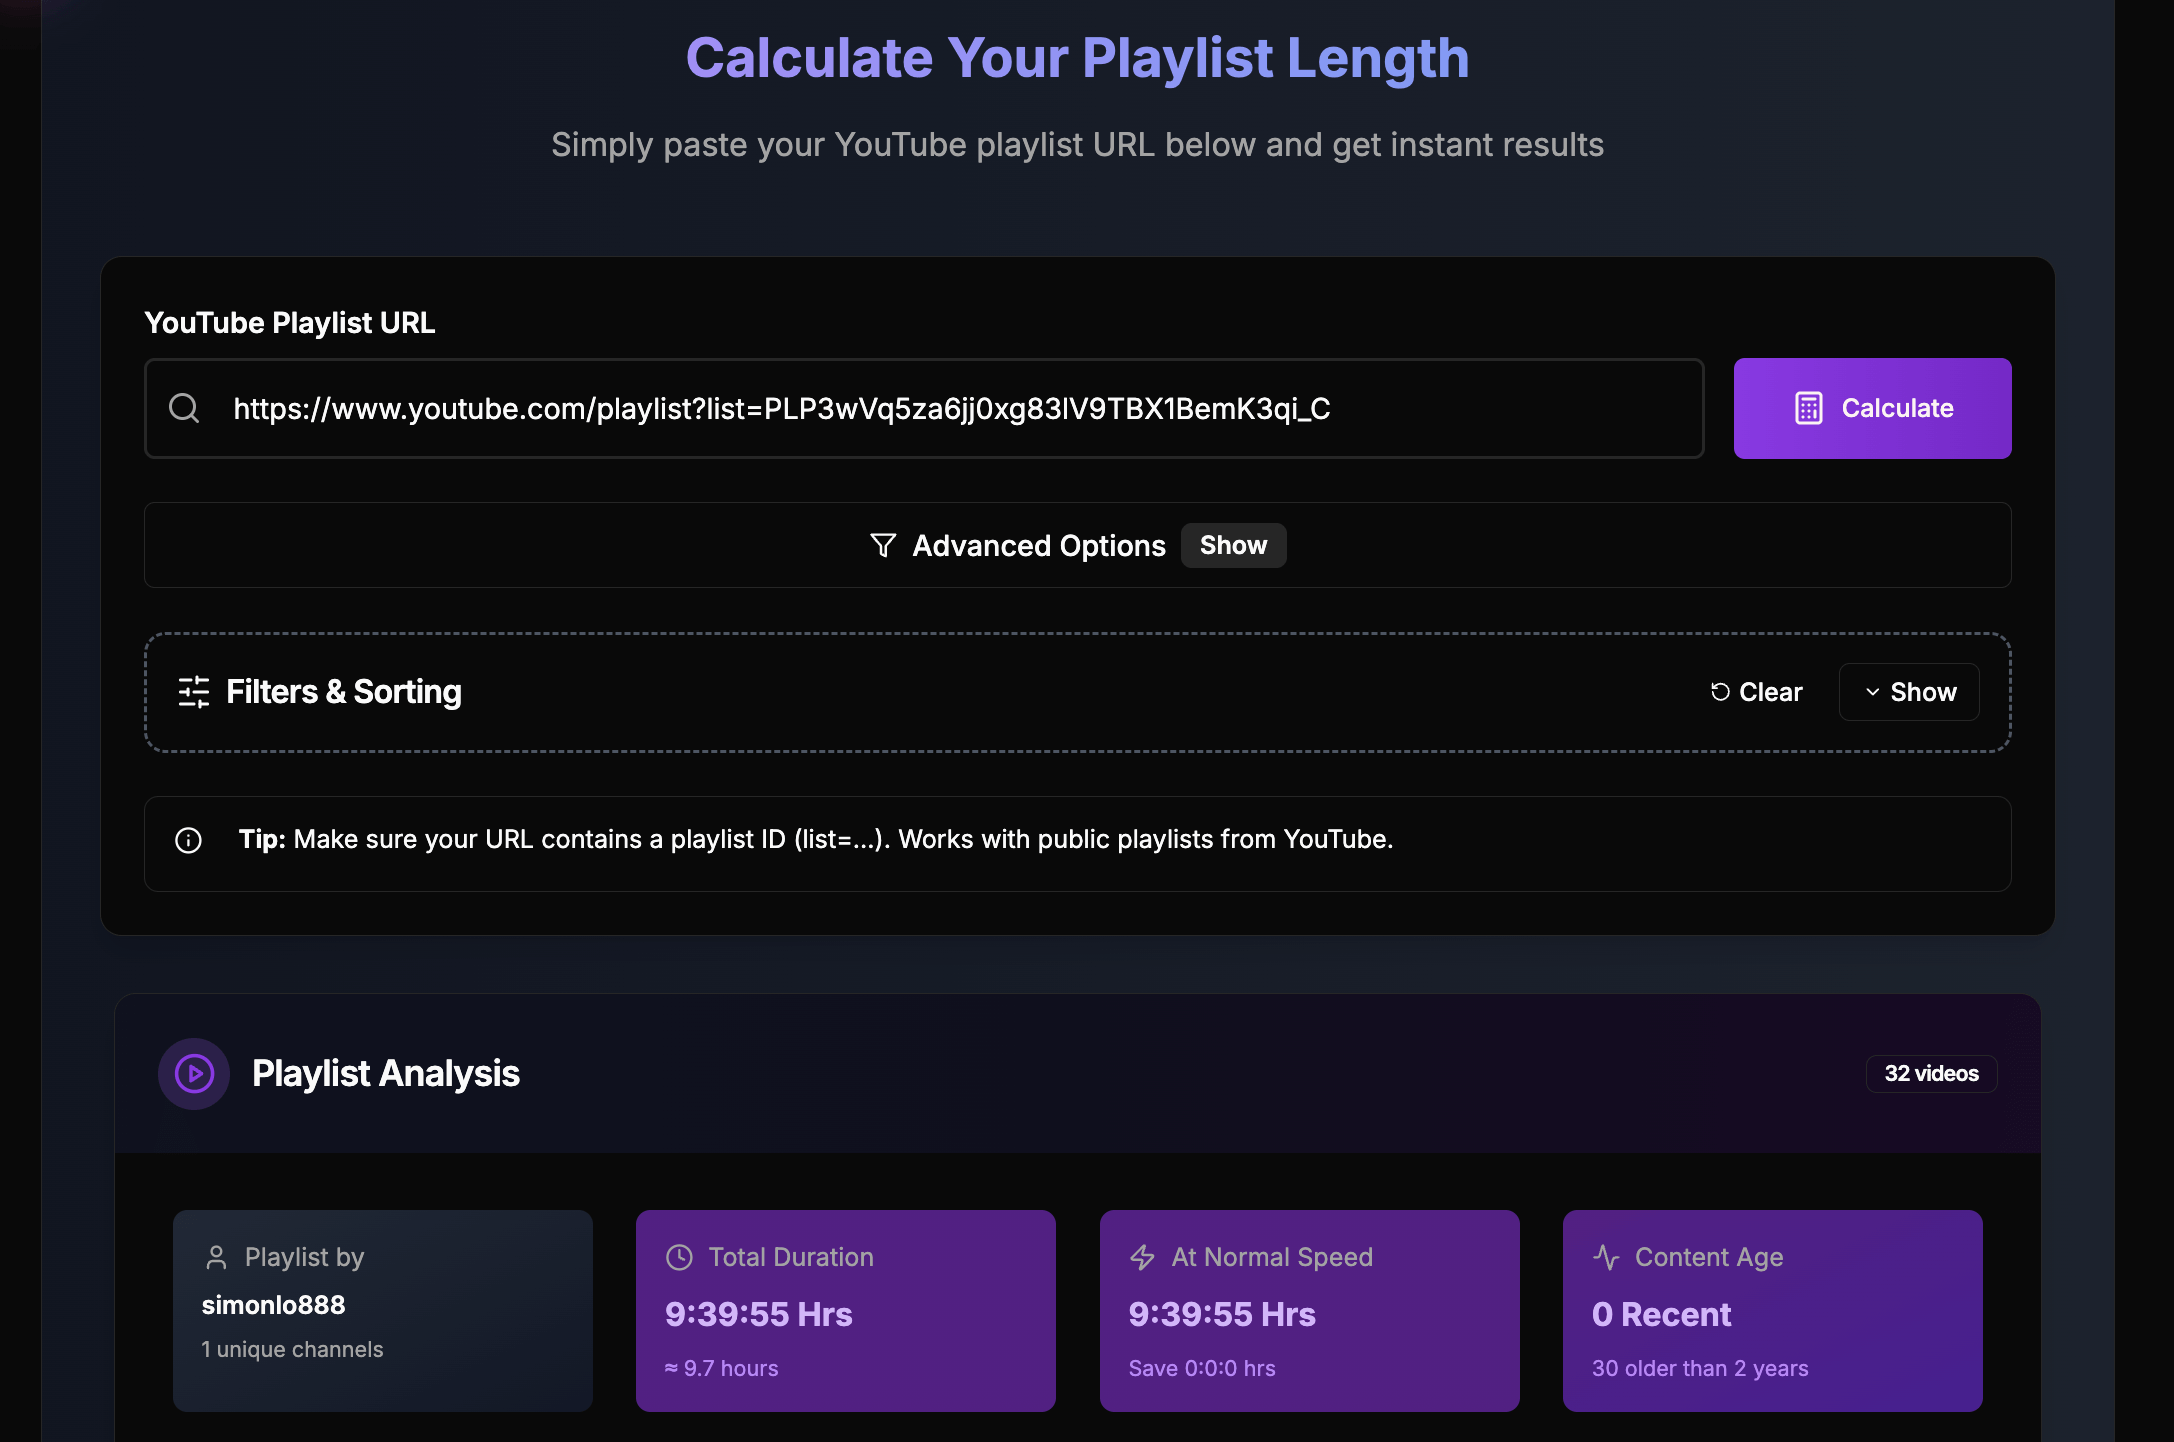 Calculate Your Playlist Length
Simply paste your YouTube playlist URL below and get instant results
YouTube Playlist URL
https://www.youtube.com/playlist?list=PLP3wVq5za6jj0xg83lV9TBX1BemK3qi_C
Calculate
Advanced Options Show
Filters & Sorting
Clear
Show
Tip: Make sure your URL contains a playlist ID (list=...). Works with public playlists from YouTube.
Playlist Analysis
32 videos
Playlist by
simonlo888
1 unique channels
Total Duration
9:39:55 Hrs
≈ 9.7 hours
At Normal Speed
9:39:55 Hrs
Save 0:0:0 hrs
Content Age
0 Recent
30 older than 2 years